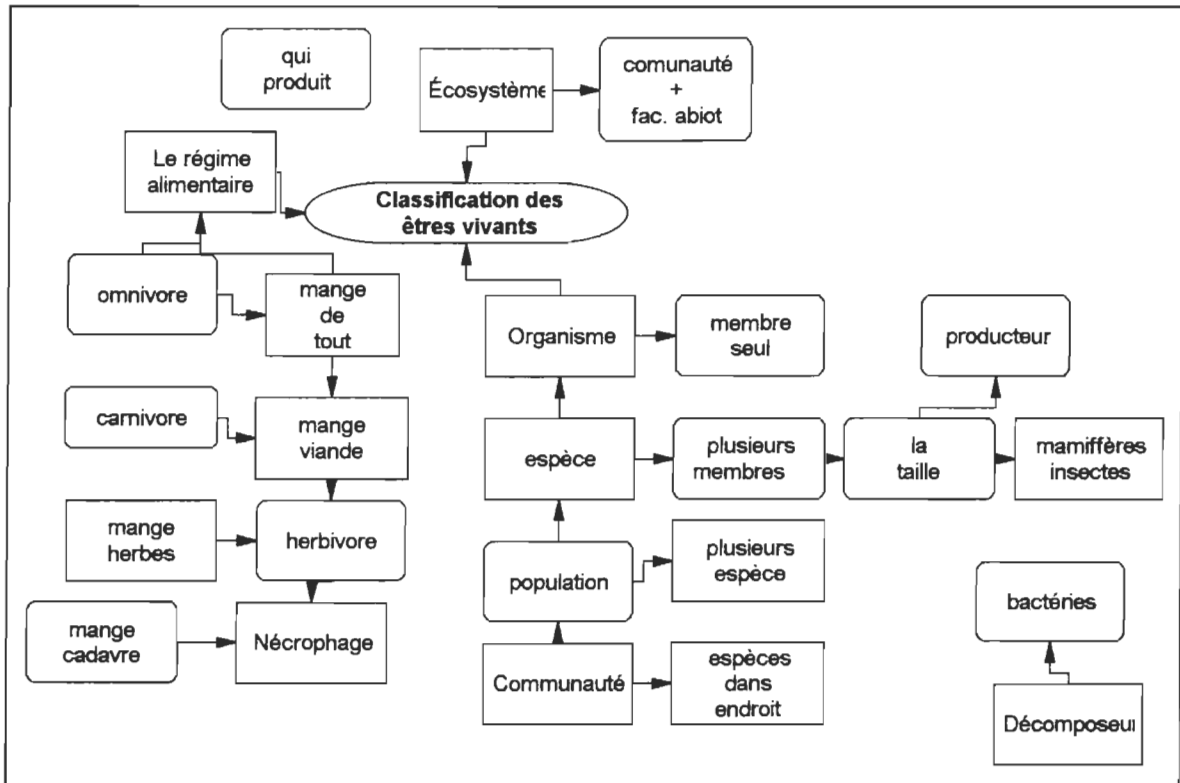 qui
produit
Écosystème
comunauté
+
fac. abiot
Le régime
alimentaire
Classification des
êtres vivants
omnivore
mange
de
tout
Organisme
membre
seul
producteur
carnivore
mange
viande
espèce
plusieurs
membres
la
taille
mamiffères
insectes
mange
herbes
herbivore
population
plusieurs
espèce
bactéries
mange
cadavre
Nécrophage
Communauté
espèces
dans
endroit
Décomposeur